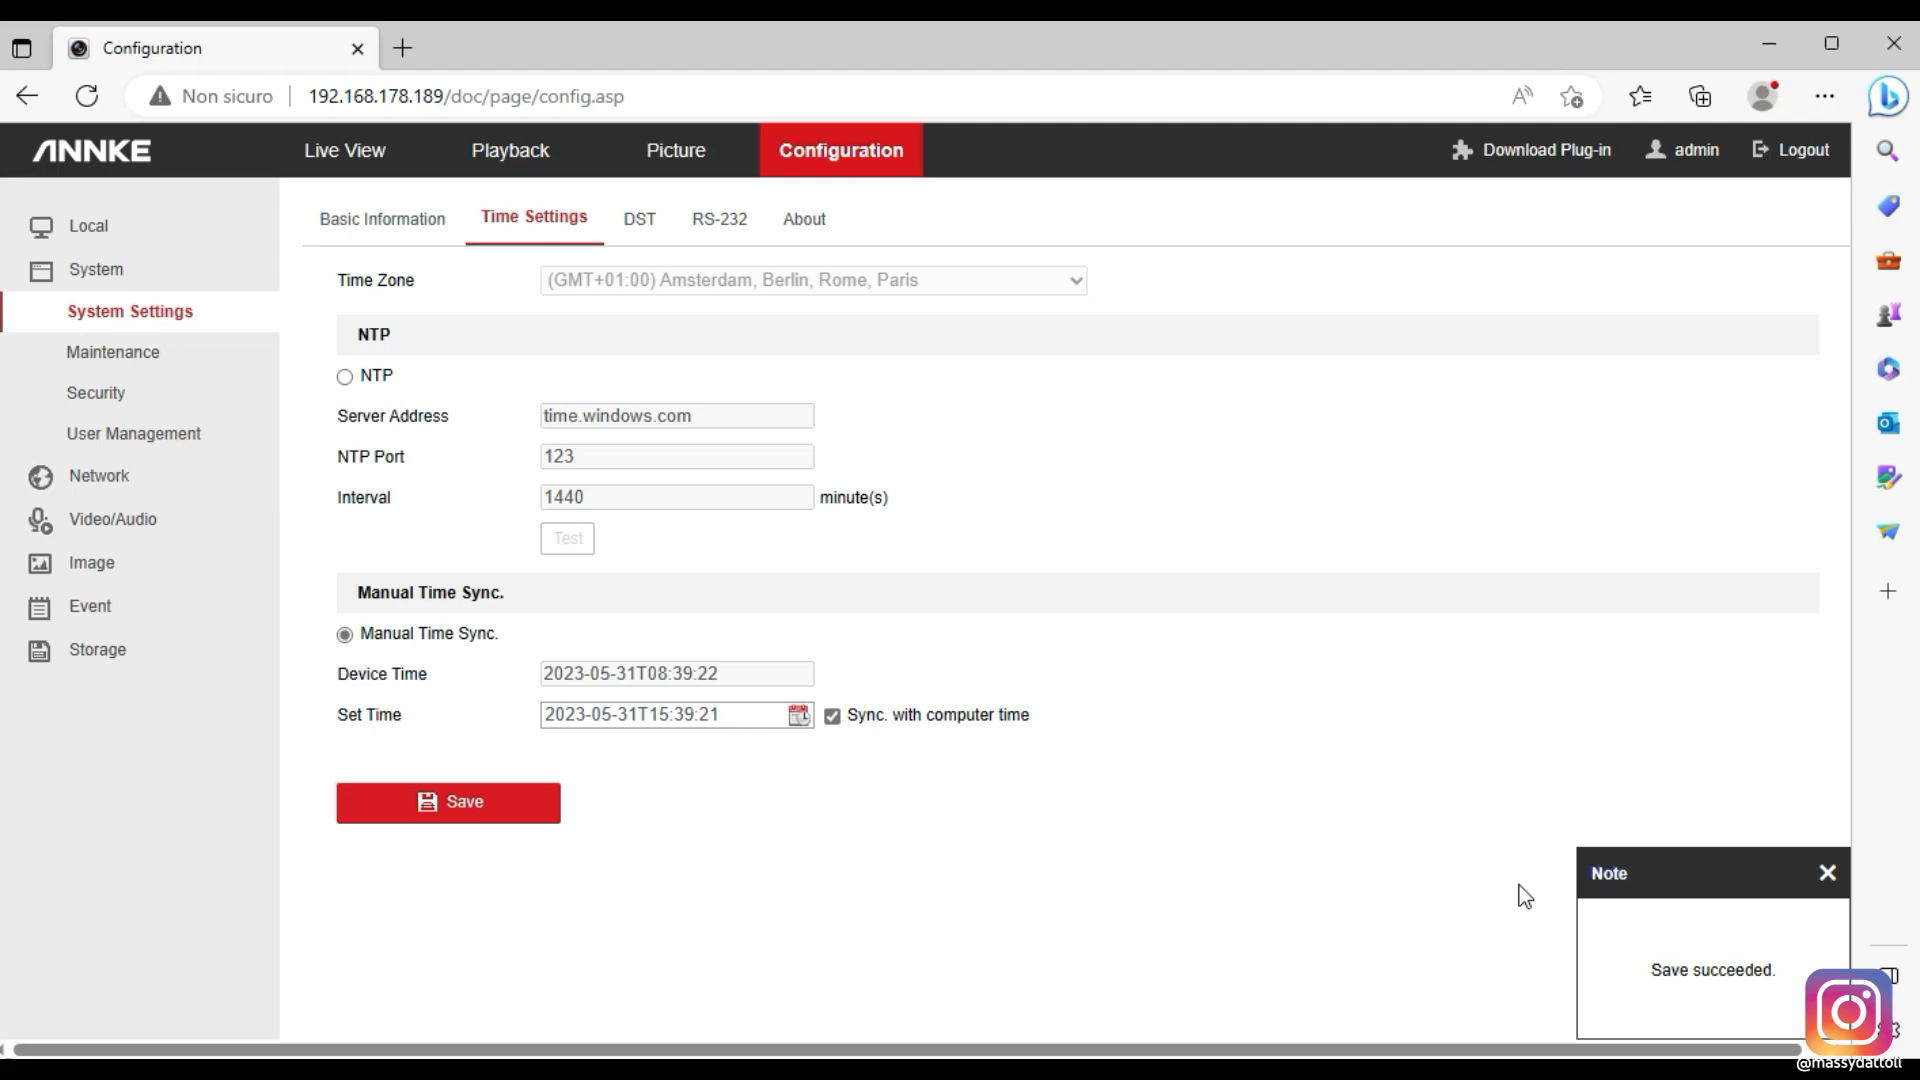 Configuration
Non sicuro
192.168.178.189/doc/page/config.asp
ANNKE
Live View
Playback
Picture
Configuration
Download Plug-in
admin
Logout
Local
System
System Settings
Maintenance
Security
User Management
Network
Video/Audio
Image
Event
Storage
Basic Information
Time Settings
DST
RS-232
About
Time Zone (GMT+01:00) Amsterdam, Berlin, Rome, Paris
NTP
NTP
Server Address time.windows.com
NTP Port 123
Interval 1440 minute(s)
Test
Manual Time Sync.
Manual Time Sync.
Device Time 2023-05-31T08:39:22
Set Time 2023-05-31T15:39:21 Sync. with computer time
Save
Note
Save succeeded.
@massydattoli